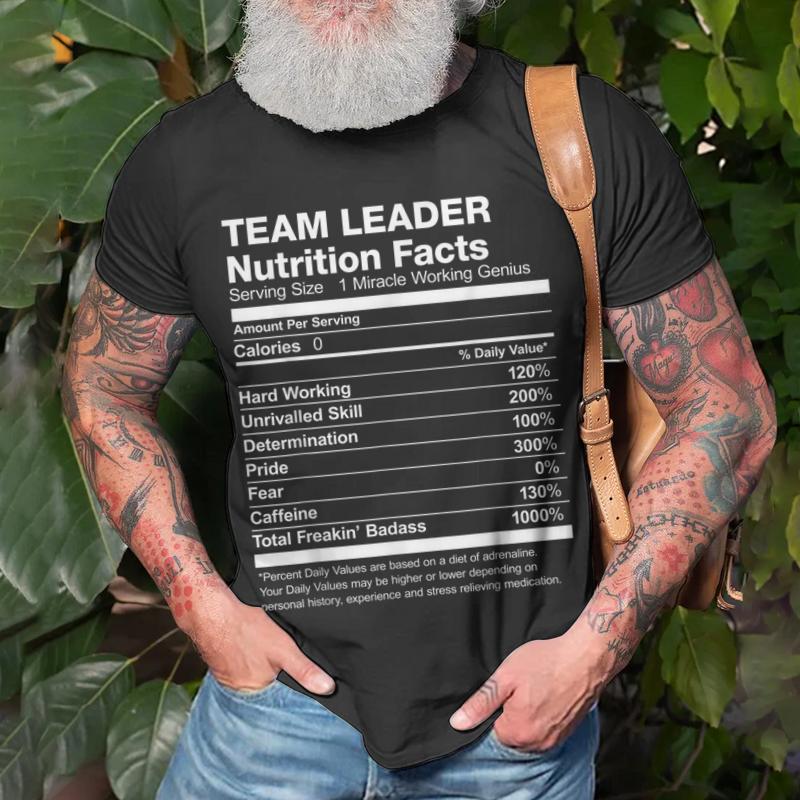 TEAM LEADER
Nutrition Facts
Serving Size 1 Miracle Working Genius
Amount Per Serving
Calories 0
% Daily Value*
Hard Working 120%
Unrivalled Skill 200%
Determination 100%
Pride 300%
Fear 0%
Caffeine 130%
Total Freakin' Badass 1000%
*Percent Daily Values are based on a diet of adrenaline.
Your Daily Values may be higher or lower depending on
personal history, experience and stress relieving medication.
Estuardo